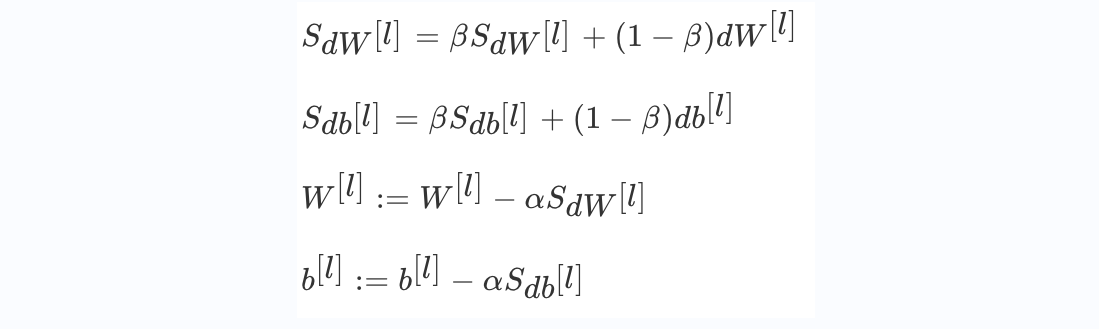 S_{dW^{[l]}} = βS_{dW^{[l]}} + (1 − β)dW^{[l]}
S_{db^{[l]}} = βS_{db^{[l]}} + (1 − β)db^{[l]}
W^{[l]} := W^{[l]} − αS_{dW^{[l]}}
b^{[l]} := b^{[l]} − αS_{db^{[l]}}